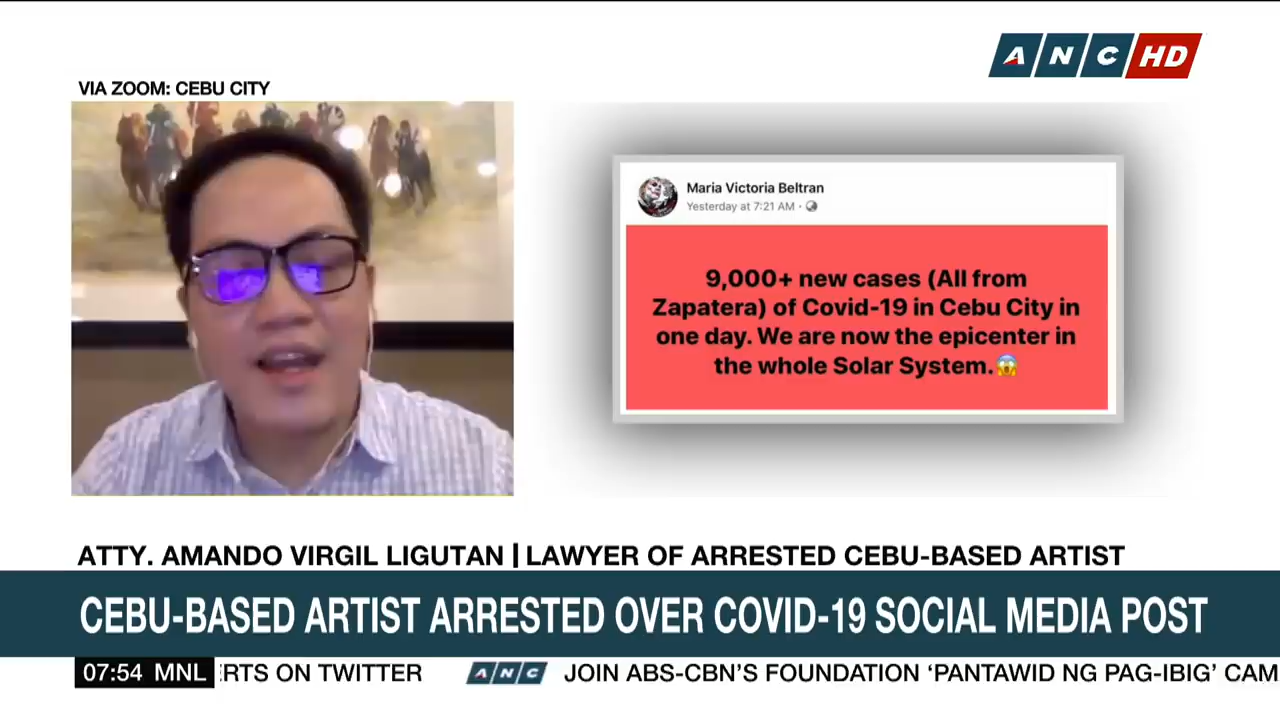 ANC HD
VIA ZOOM: CEBU CITY
Maria Victoria Beltran
Yesterday at 7:21 AM ·
9,000+ new cases (All from
Zapatera) of Covid-19 in Cebu City in
one day. We are now the epicenter in
the whole Solar System.😱
ATTY. AMANDO VIRGIL LIGUTAN | LAWYER OF ARRESTED CEBU-BASED ARTIST
CEBU-BASED ARTIST ARRESTED OVER COVID-19 SOCIAL MEDIA POST
07:54 MNL ERTS ON TWITTER ANC JOIN ABS-CBN'S FOUNDATION 'PANTAWID NG PAG-IBIG' CAM